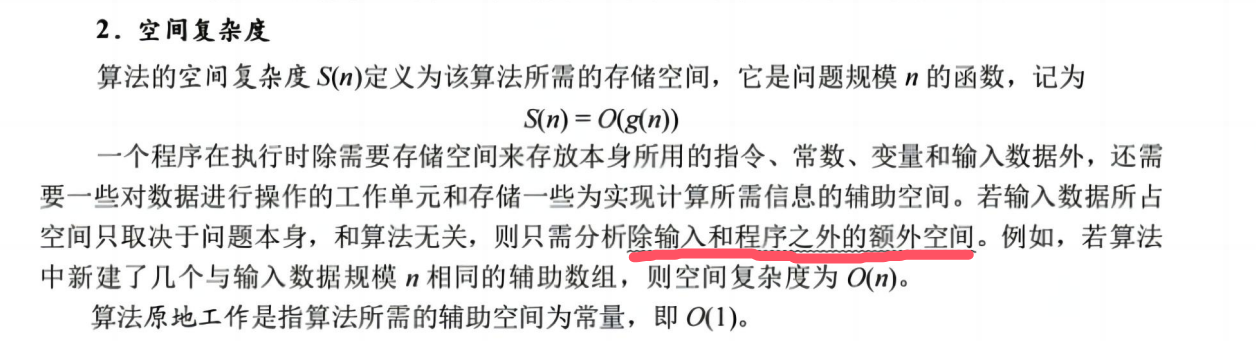 2．空间复杂度
算法的空间复杂度 S(n)定义为该算法所需的存储空间，它是问题规模 n 的函数，记为
S(n) = O(g(n))
一个程序在执行时除需要存储空间来存放本身所用的指令、常数、变量和输入数据外，还需
要一些对数据进行操作的工作单元和存储一些为实现计算所需信息的辅助空间。若输入数据所占
空间只取决于问题本身，和算法无关，则只需分析除输入和程序之外的额外空间。例如，若算法
中新建了几个与输入数据规模 n 相同的辅助数组，则空间复杂度为 O(n)。
算法原地工作是指算法所需的辅助空间为常量，即 O(1)。